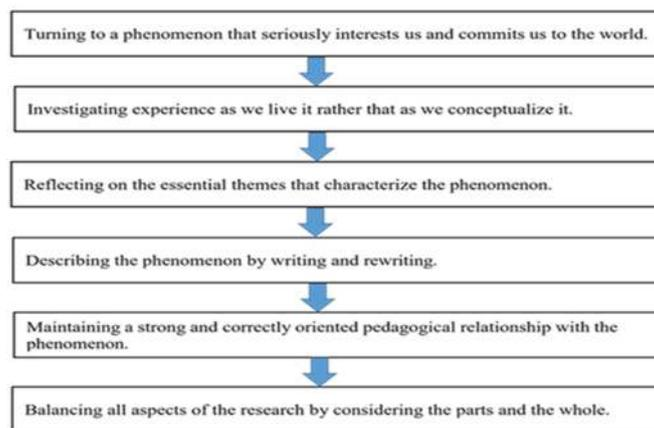 Turning to a phenomenon that seriously interests us and commits us to the world.
Investigating experience as we live it rather that as we conceptualize it.
Reflecting on the essential themes that characterize the phenomenon.
Describing the phenomenon by writing and rewriting.
Maintaining a strong and correctly oriented pedagogical relationship with the
phenomenon.
Balancing all aspects of the research by considering the parts and the whole.